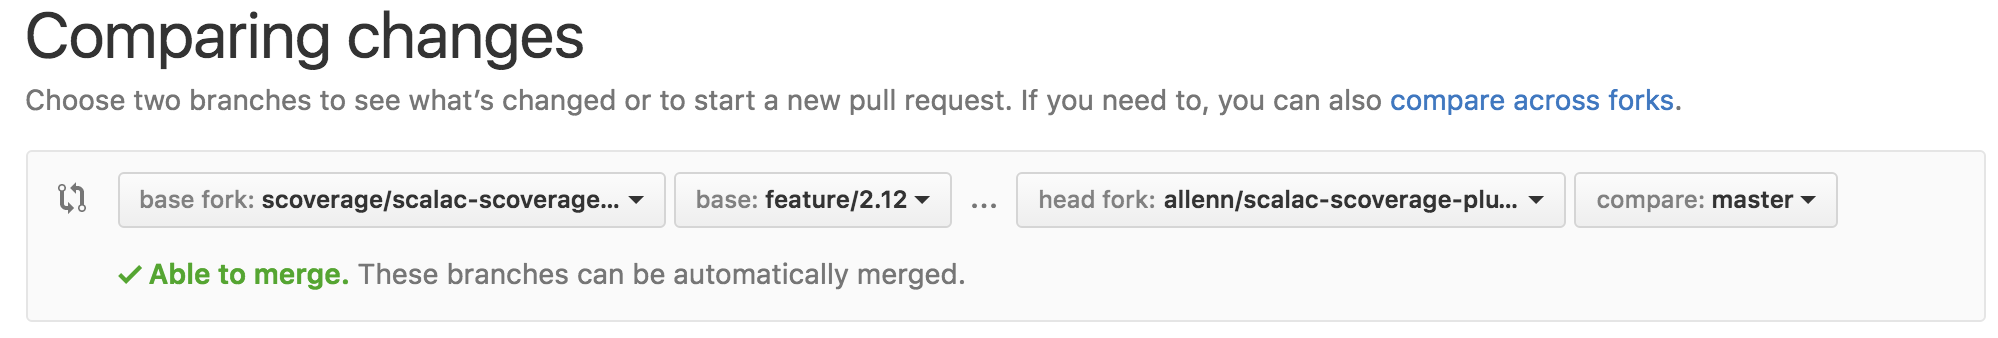 Comparing changes
Choose two branches to see what’s changed or to start a new pull request. If you need to, you can also compare across forks.
base fork: scoverage/scalac-scoverage... base: feature/2.12 ... head fork: allenn/scalac-scoverage-plu... compare: master
Able to merge. These branches can be automatically merged.